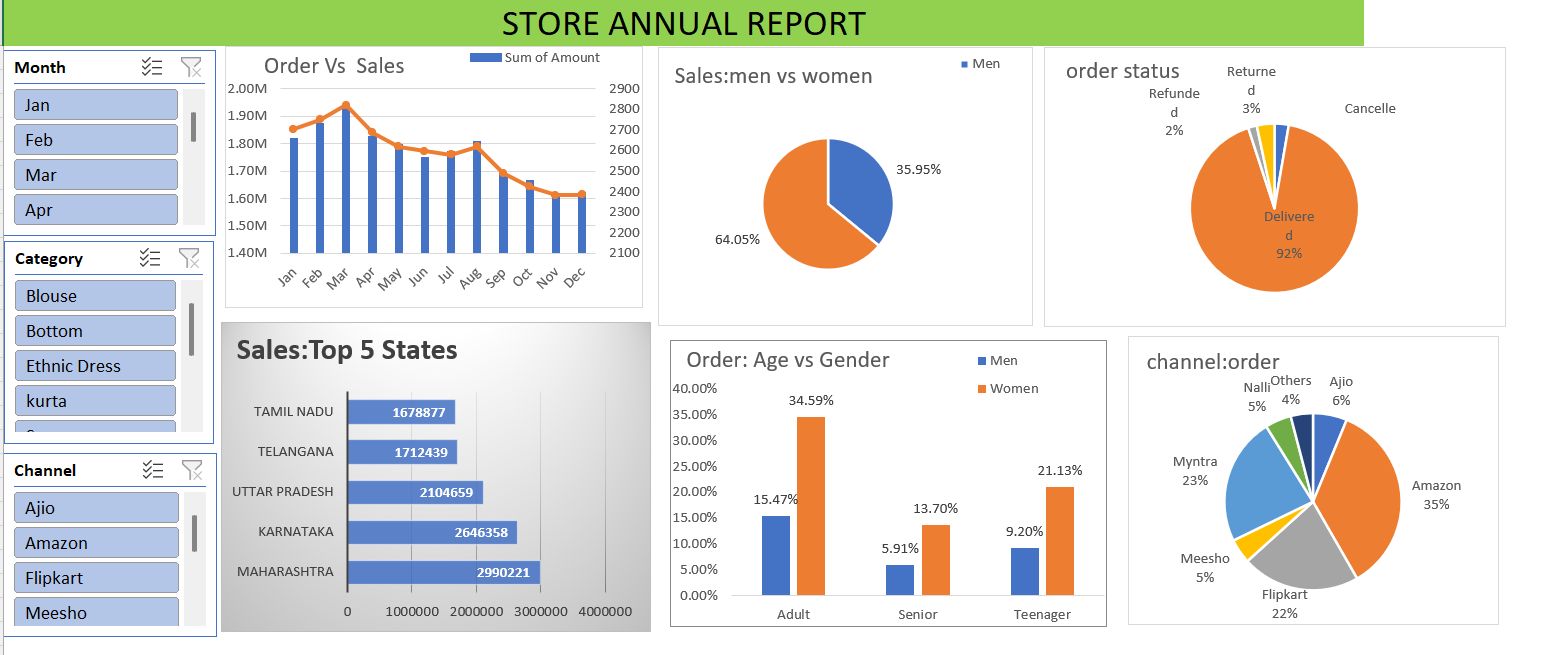 STORE ANNUAL REPORT
Month
Jan
Feb
Mar
Apr
Category
Blouse
Bottom
Ethnic Dress
kurta
Channel
Ajio
Amazon
Flipkart
Meesho
Order Vs Sales
Sum of Amount
2.00M
1.90M
1.80M
1.70M
1.60M
1.50M
1.40M
2900
2800
2700
2600
2500
2400
2300
2200
2100
Jan
Feb
Mar
Apr
May
Jun
Jul
Aug
Sep
Oct
Nov
Dec
Sales:men vs women
Men
35.95%
64.05%
order status
Returne
d
3%
Refunde
d
2%
Cancelle
Delivere
d
92%
Sales:Top 5 States
TAMIL NADU
1678877
TELANGANA
1712439
UTTAR PRADESH
2104659
KARNATAKA
2646358
MAHARASHTRA
2990221
0
1000000
2000000
3000000
4000000
Order: Age vs Gender
Men
Women
40.00%
35.00%
30.00%
25.00%
20.00%
15.00%
10.00%
5.00%
0.00%
15.47%
34.59%
5.91%
13.70%
9.20%
21.13%
Adult
Senior
Teenager
channel:order
Nalli
5%
Others
4%
Ajio
6%
Myntra
23%
Amazon
35%
Meesho
5%
Flipkart
22%